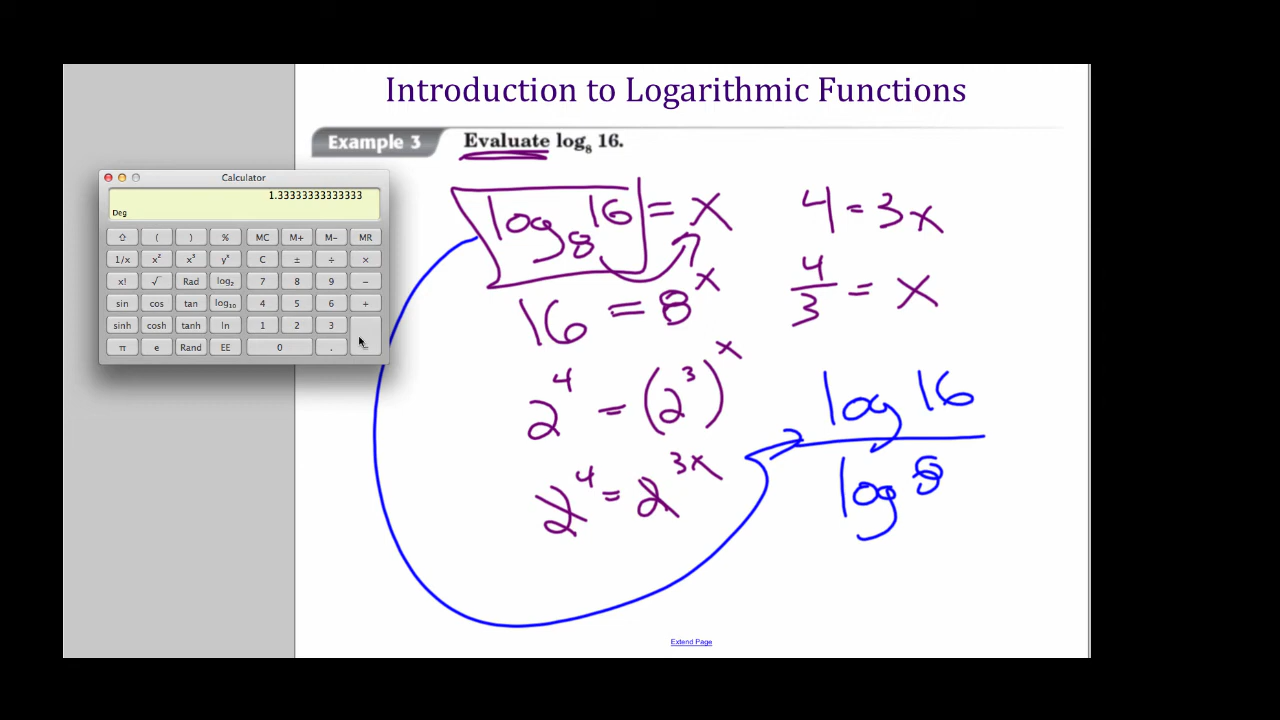 Introduction to Logarithmic Functions
Example 3 Evaluate log₈ 16.
Calculator
1.33333333333333
Deg
⇧ ( ) % MC M+ M− MR
1/x x² x³ yˣ C ± ÷ ×
x! √ Rad log₂ 7 8 9 −
sin cos tan log₁₀ 4 5 6 +
sinh cosh tanh ln 1 2 3
π e Rand EE 0 . =
log₈ 16 = x
16 = 8ˣ
2⁴ = (2³)ˣ
2⁴ = 2³ˣ
4 = 3x
4/3 = x
log 16
log 8
Extend Page